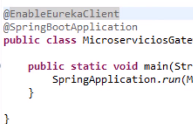 @EnableEurekaClient
@SpringBootApplication
public class MicroserviciosGate
public static void main(Str
SpringApplication.run(M
}
}